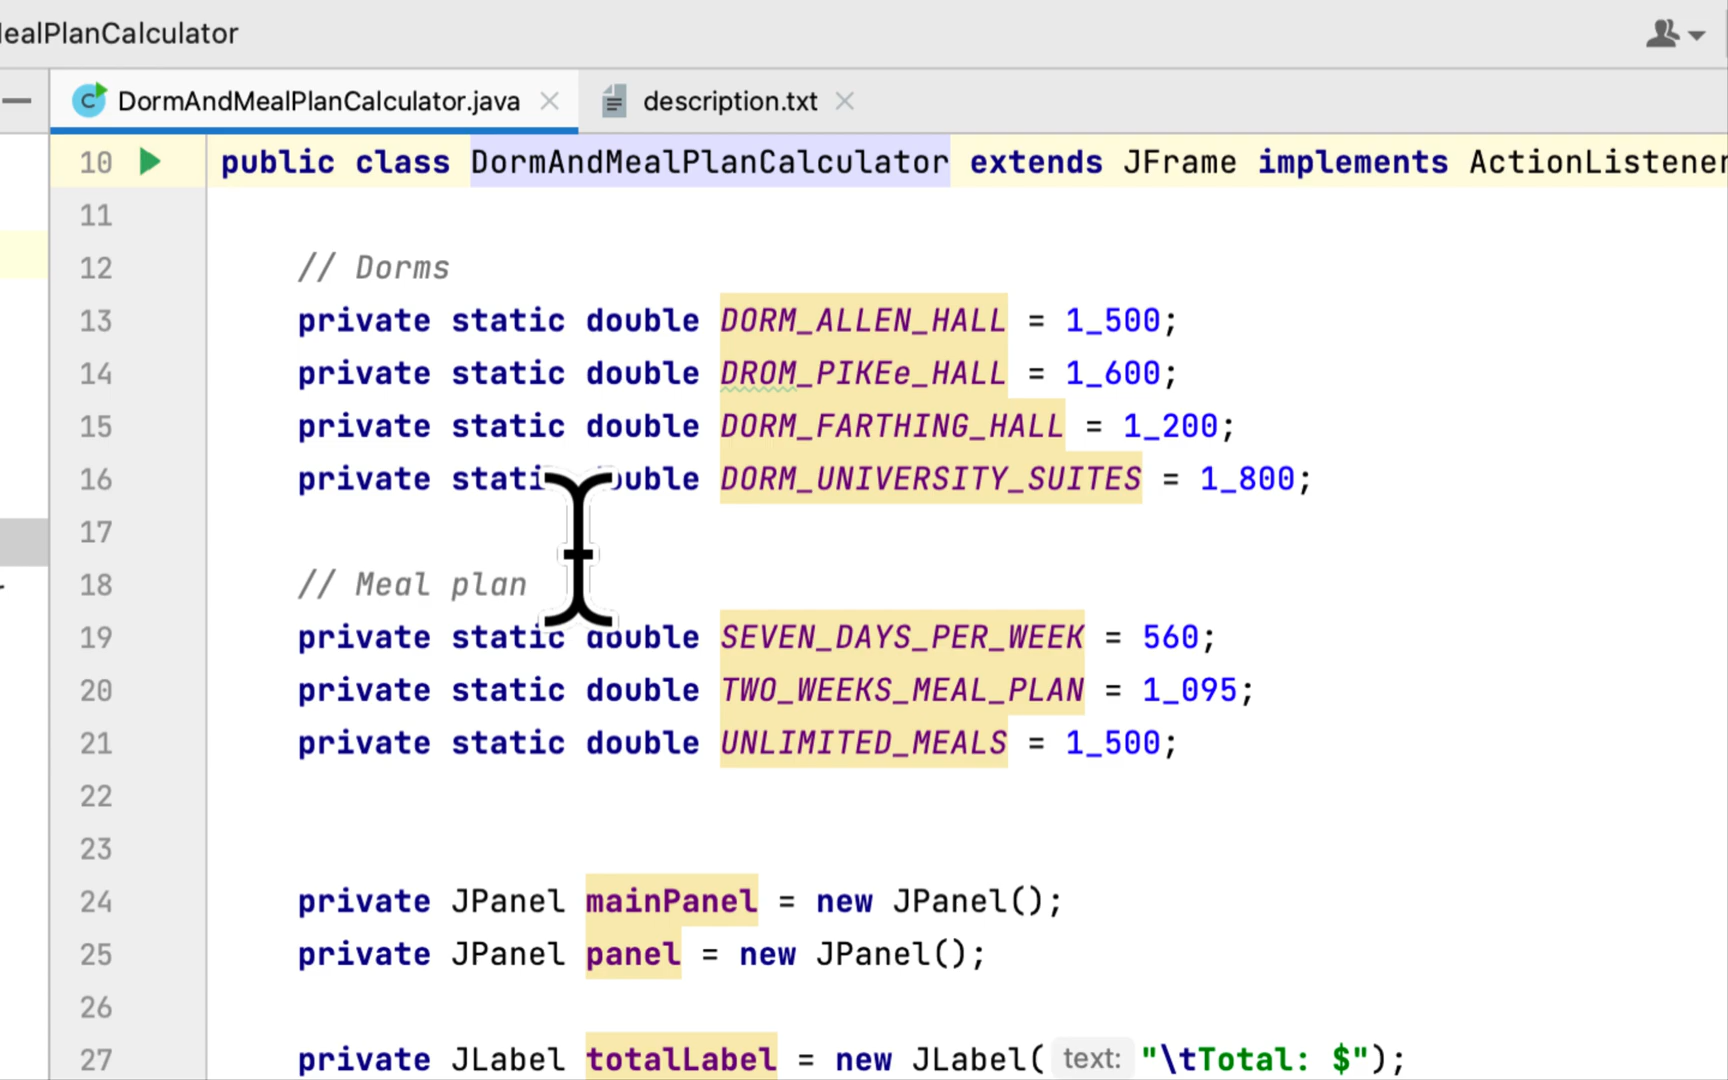 ealPlanCalculator
DormAndMealPlanCalculator.java description.txt
10 public class DormAndMealPlanCalculator extends JFrame implements ActionListener
11
12 // Dorms
13 private static double DORM_ALLEN_HALL = 1_500;
14 private static double DROM_PIKEe_HALL = 1_600;
15 private static double DORM_FARTHING_HALL = 1_200;
16 private static double DORM_UNIVERSITY_SUITES = 1_800;
17
18 // Meal plan
19 private static double SEVEN_DAYS_PER_WEEK = 560;
20 private static double TWO_WEEKS_MEAL_PLAN = 1_095;
21 private static double UNLIMITED_MEALS = 1_500;
22
23
24 private JPanel mainPanel = new JPanel();
25 private JPanel panel = new JPanel();
26
27 private JLabel totalLabel = new JLabel( text: "\tTotal: $");